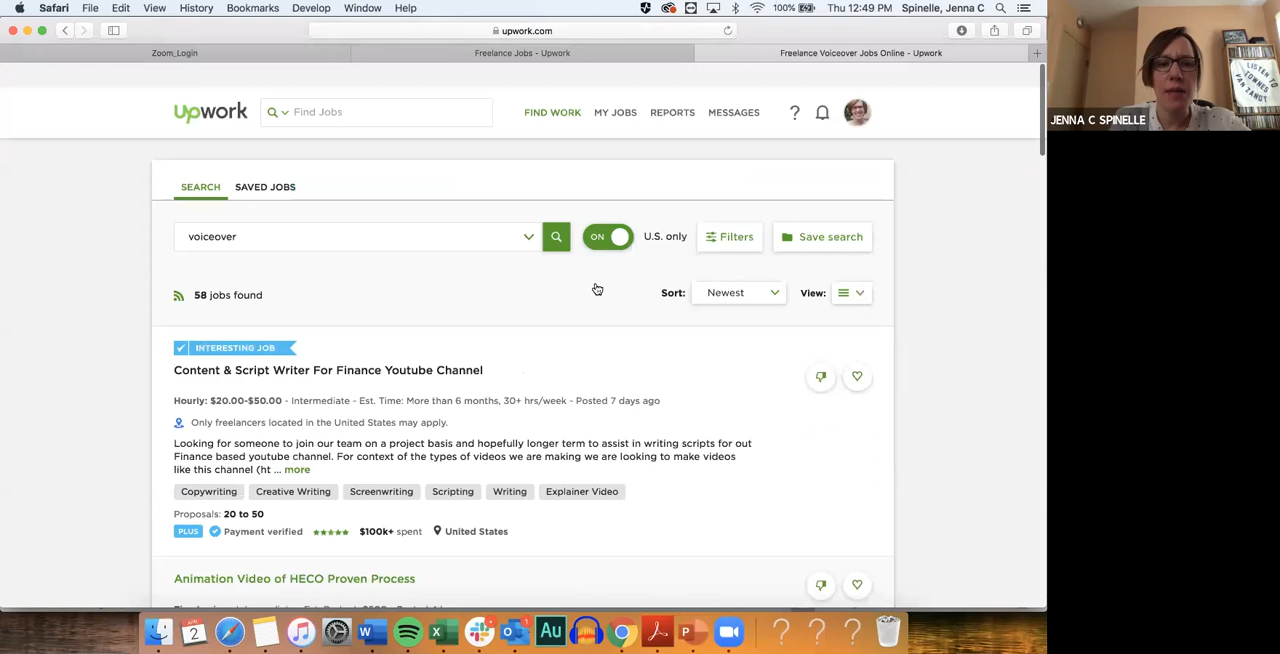 Safari File Edit View History Bookmarks Develop Window Help 100% Thu 12:49 PM Spinelle, Jenna C
upwork.com
Zoom_Login Freelance Jobs - Upwork Freelance Voiceover Jobs Online - Upwork +
Upwork Find Jobs FIND WORK MY JOBS REPORTS MESSAGES ?
LISTEN TO
TOWNES
VAN ZANDT
JENNA C SPINELLE
SEARCH SAVED JOBS
voiceover ON U.S. only Filters Save search
58 jobs found Sort: Newest View:
INTERESTING JOB
Content & Script Writer For Finance Youtube Channel
Hourly: $20.00-$50.00 - Intermediate - Est. Time: More than 6 months, 30+ hrs/week - Posted 7 days ago
Only freelancers located in the United States may apply.
Looking for someone to join our team on a project basis and hopefully longer term to assist in writing scripts for out
Finance based youtube channel. For context of the types of videos we are making we are looking to make videos
like this channel (ht ... more
Copywriting Creative Writing Screenwriting Scripting Writing Explainer Video
Proposals: 20 to 50
PLUS Payment verified $100k+ spent United States
Animation Video of HECO Proven Process
2 W X Au P ? ? ?